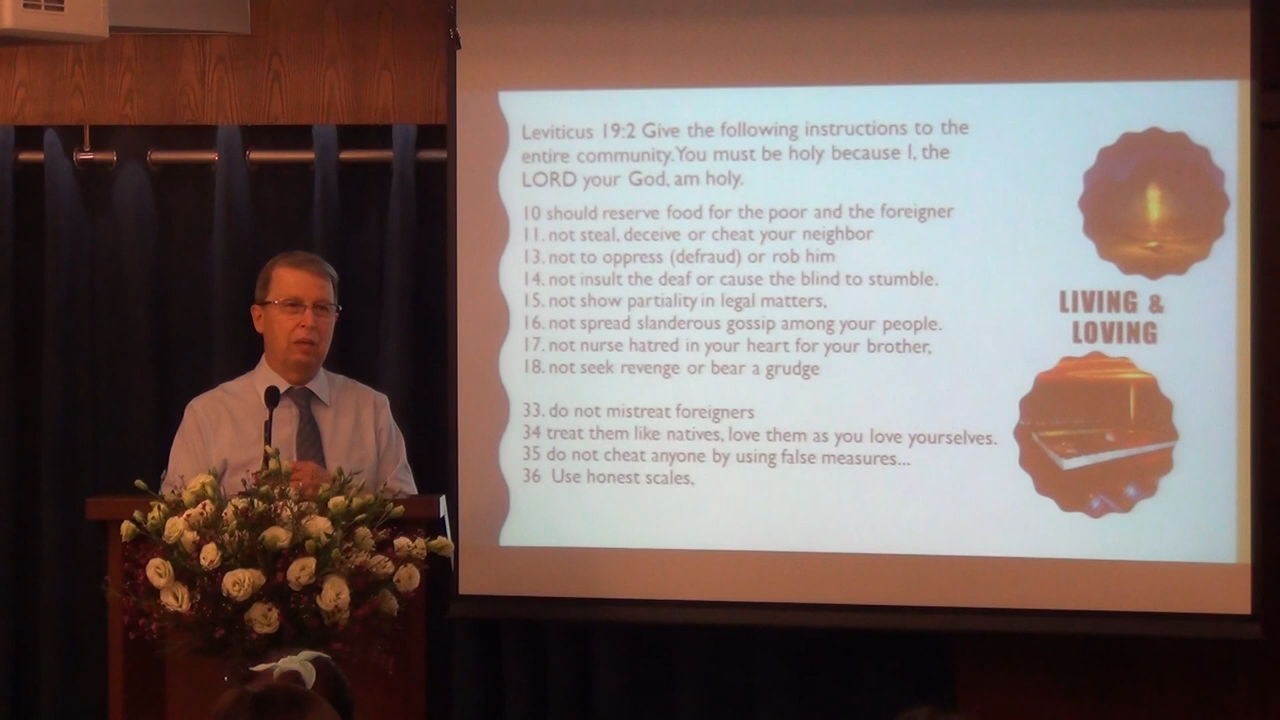 Leviticus 19:2 Give the following instructions to the
entire community. You must be holy because I, the
LORD your God, am holy.
10 should reserve food for the poor and the foreigner
11. not steal, deceive or cheat your neighbor
13. not to oppress (defraud) or rob him
14. not insult the deaf or cause the blind to stumble.
15. not show partiality in legal matters,
16. not spread slanderous gossip among your people.
17. not nurse hatred in your heart for your brother,
18. not seek revenge or bear a grudge
33. do not mistreat foreigners
34 treat them like natives, love them as you love yourselves.
35 do not cheat anyone by using false measures...
36 Use honest scales,
LIVING &
LOVING